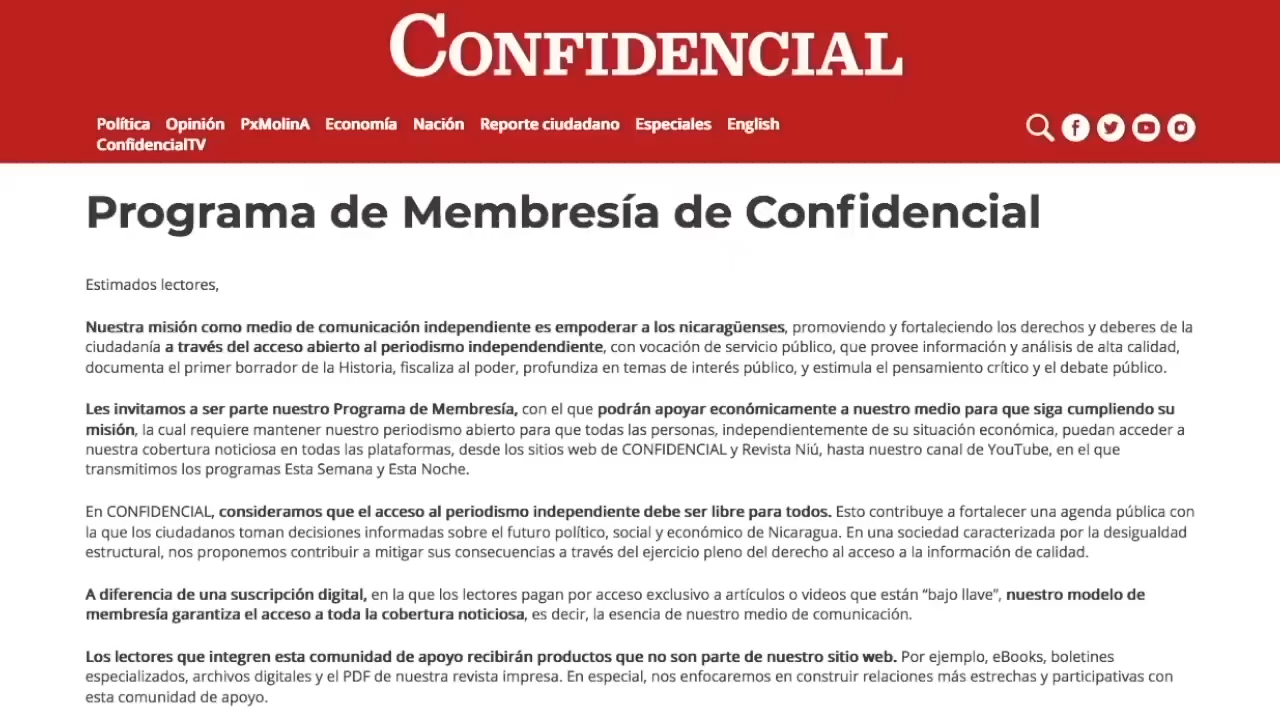 CONFIDENCIAL
Política Opinión PxMolinA Economía Nación Reporte ciudadano Especiales English
ConfidencialTV
Programa de Membresía de Confidencial
Estimados lectores,
Nuestra misión como medio de comunicación independiente es empoderar a los nicaragüenses, promoviendo y fortaleciendo los derechos y deberes de la
ciudadanía a través del acceso abierto al periodismo independendiente, con vocación de servicio público, que provee información y análisis de alta calidad,
documenta el primer borrador de la Historia, fiscaliza al poder, profundiza en temas de interés público, y estimula el pensamiento crítico y el debate público.
Les invitamos a ser parte nuestro Programa de Membresía, con el que podrán apoyar económicamente a nuestro medio para que siga cumpliendo su
misión, la cual requiere mantener nuestro periodismo abierto para que todas las personas, independientemente de su situación económica, puedan acceder a
nuestra cobertura noticiosa en todas las plataformas, desde los sitios web de CONFIDENCIAL y Revista Niú, hasta nuestro canal de YouTube, en el que
transmitimos los programas Esta Semana y Esta Noche.
En CONFIDENCIAL, consideramos que el acceso al periodismo independiente debe ser libre para todos. Esto contribuye a fortalecer una agenda pública con
la que los ciudadanos toman decisiones informadas sobre el futuro político, social y económico de Nicaragua. En una sociedad caracterizada por la desigualdad
estructural, nos proponemos contribuir a mitigar sus consecuencias a través del ejercicio pleno del derecho al acceso a la información de calidad.
A diferencia de una suscripción digital, en la que los lectores pagan por acceso exclusivo a artículos o videos que están “bajo llave”, nuestro modelo de
membresía garantiza el acceso a toda la cobertura noticiosa, es decir, la esencia de nuestro medio de comunicación.
Los lectores que integren esta comunidad de apoyo recibirán productos que no son parte de nuestro sitio web. Por ejemplo, eBooks, boletines
especializados, archivos digitales y el PDF de nuestra revista impresa. En especial, nos enfocaremos en construir relaciones más estrechas y participativas con
esta comunidad de apoyo.